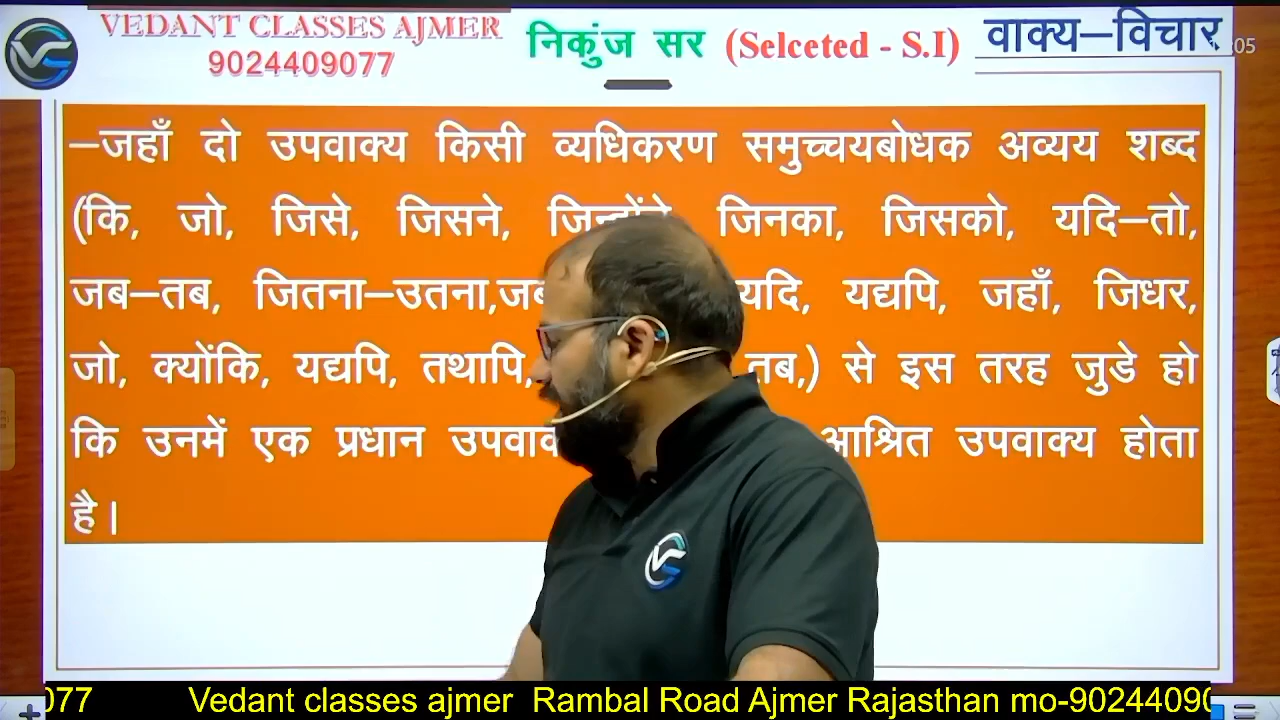 VEDANT CLASSES AJMER
9024409077
निकुंज सर (Selceted - S.I)
वाक्य–विचार
:05
–जहाँ दो उपवाक्य किसी व्यधिकरण समुच्चयबोधक अव्यय शब्द
(कि, जो, जिसे, जिसने, जिनका, जिसको, यदि–तो,
जब–तब, जितना–उतना, यदि, यद्यपि, जहाँ, जिधर,
जो, क्योंकि, यद्यपि, तथापि, तब,) से इस तरह जुडे हो
कि उनमें एक प्रधान आश्रित उपवाक्य होता
है।
077 Vedant classes ajmer Rambal Road Ajmer Rajasthan mo-90244090